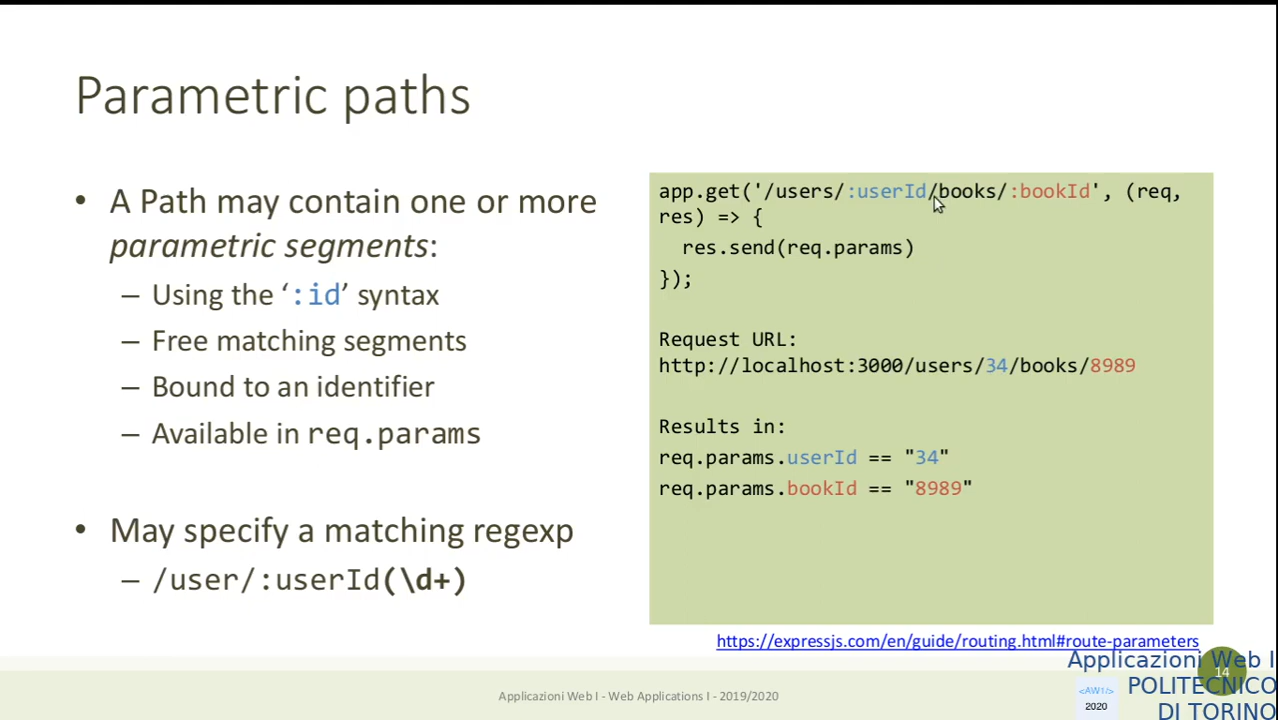 Parametric paths
• A Path may contain one or more
parametric segments:
– Using the ‘:id’ syntax
– Free matching segments
– Bound to an identifier
– Available in req.params
• May specify a matching regexp
– /user/:userId(\d+)
app.get('/users/:userId/books/:bookId', (req,
res) => {
res.send(req.params)
});
Request URL:
http://localhost:3000/users/34/books/8989
Results in:
req.params.userId == "34"
req.params.bookId == "8989"
https://expressjs.com/en/guide/routing.html#route-parameters
Applicazioni Web I - Web Applications I - 2019/2020
14
Applicazioni Web I
POLITECNICO
DI TORINO
<AW1/>
2020